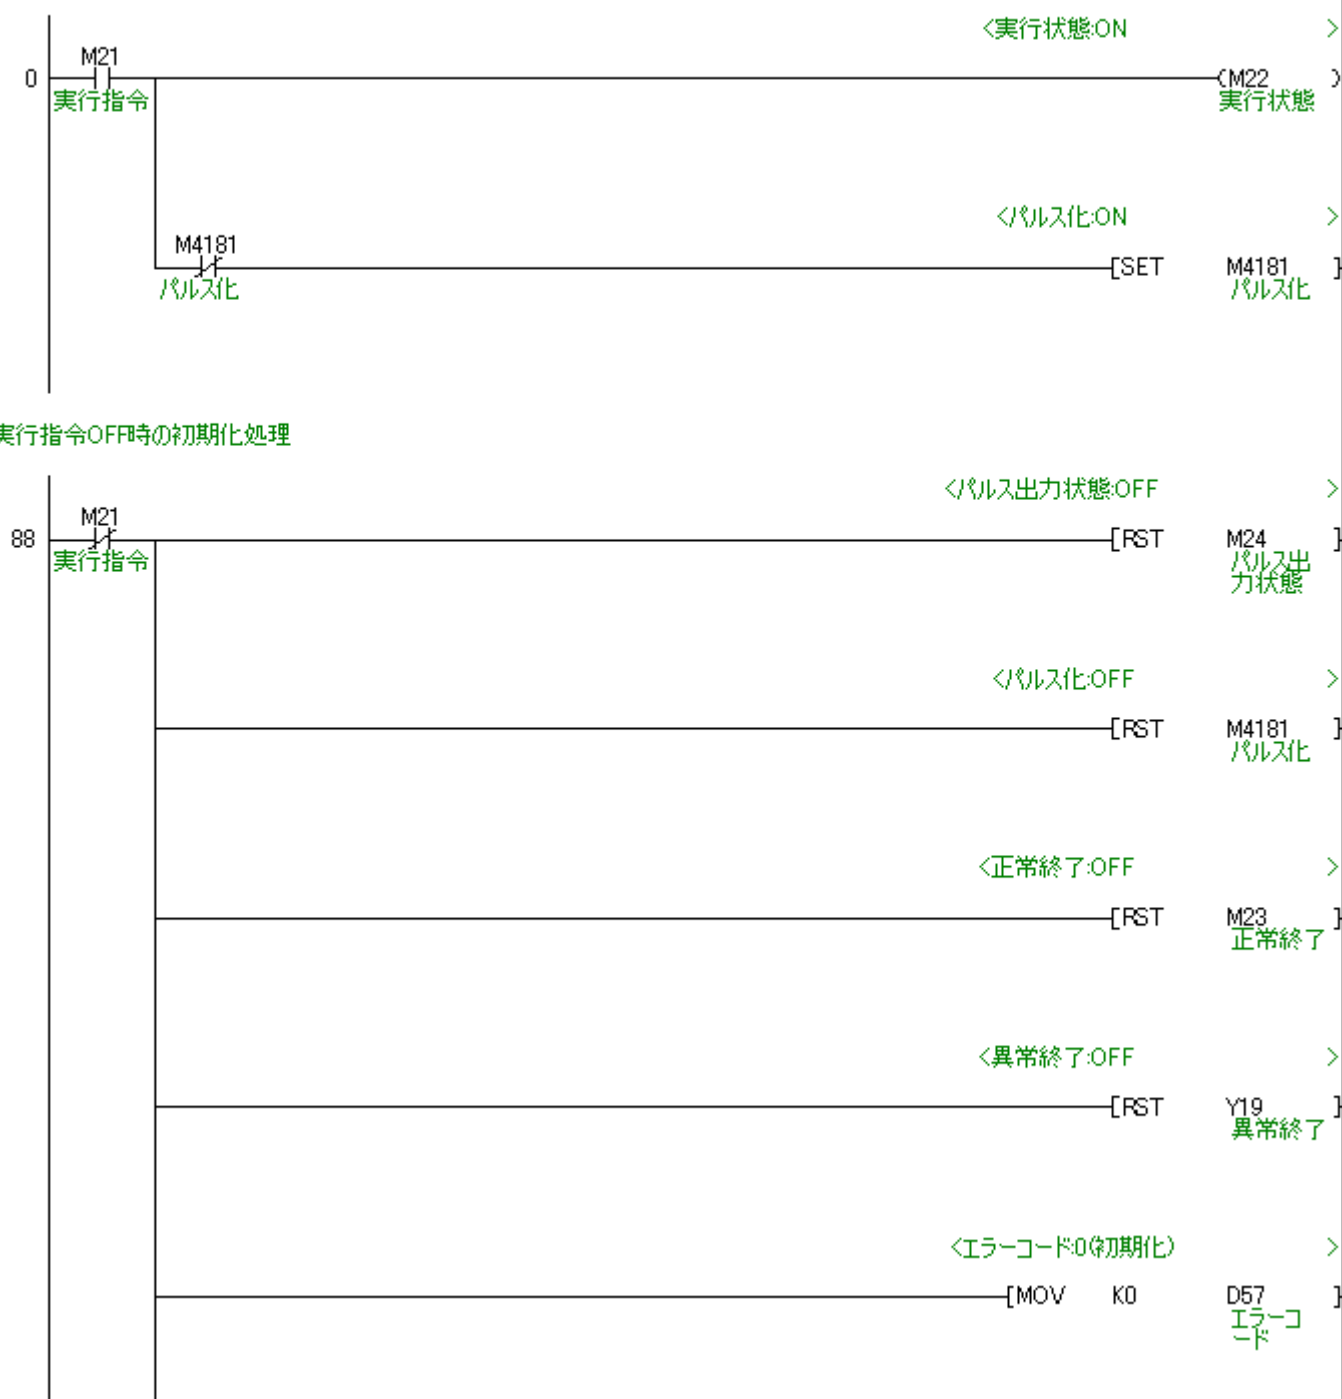 <実行状態:ON >
M21
0 (M22 )
実行指令 実行状態
<パルス化:ON >
M4181
[SET M4181 ]
パルス化 パルス化
実行指令OFF時の初期化処理
<パルス出力状態:OFF >
M21
88 [RST M24 ]
実行指令 パルス出
力状態
<パルス化:OFF >
[RST M4181 ]
パルス化
<正常終了:OFF >
[RST M23 ]
正常終了
<異常終了:OFF >
[RST Y19 ]
異常終了
<エラーコード:0(初期化) >
[MOV K0 D57 ]
エラーコ
ード